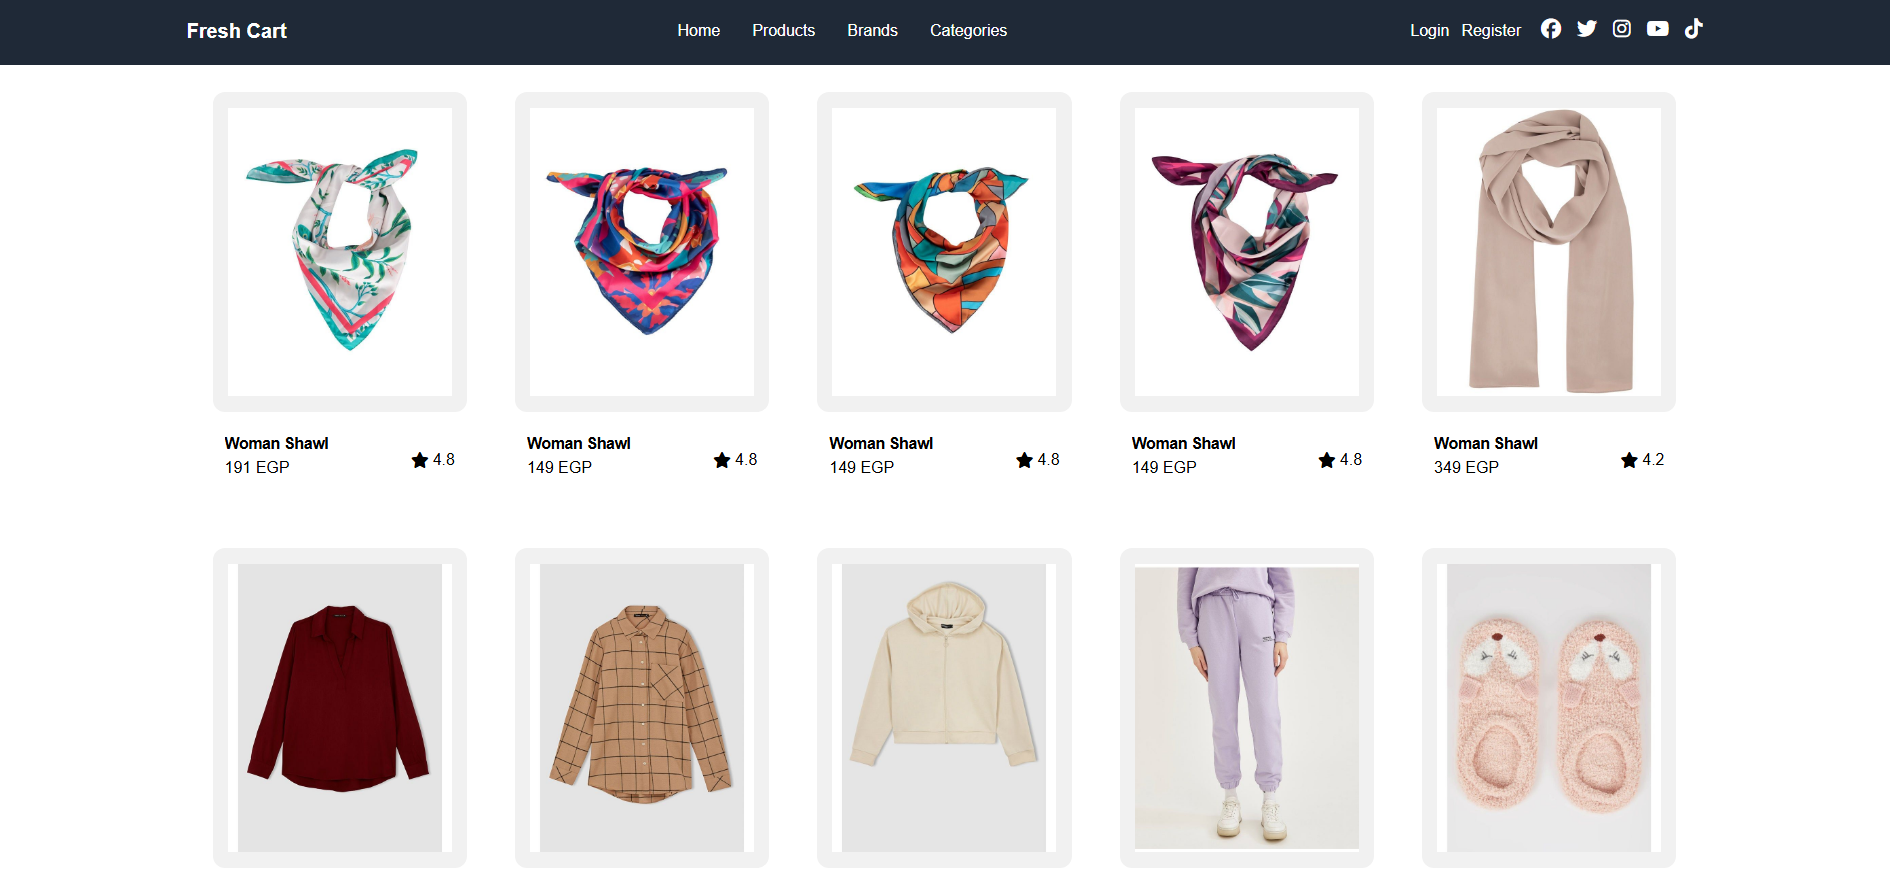 Fresh Cart
Home Products Brands Categories
Login Register
Woman Shawl
191 EGP
4.8
Woman Shawl
149 EGP
4.8
Woman Shawl
149 EGP
4.8
Woman Shawl
149 EGP
4.8
Woman Shawl
349 EGP
4.2